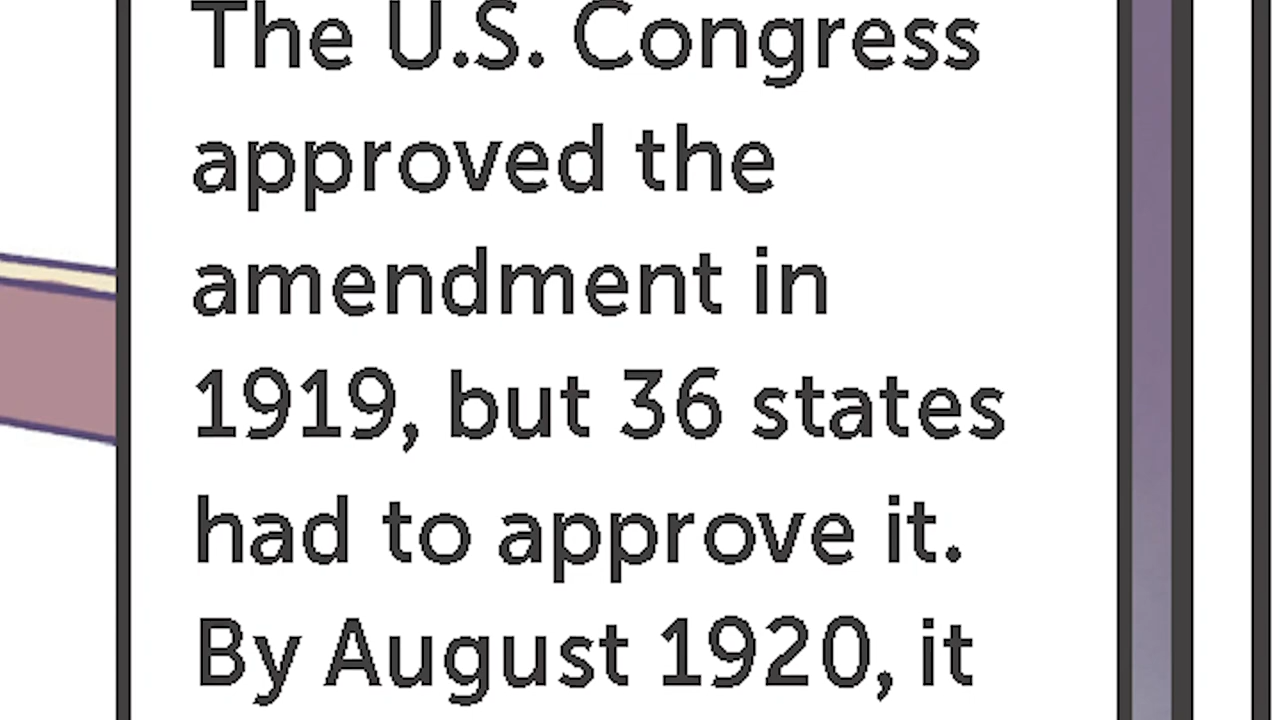 The U.S. Congress
approved the
amendment in
1919, but 36 states
had to approve it.
By August 1920, it